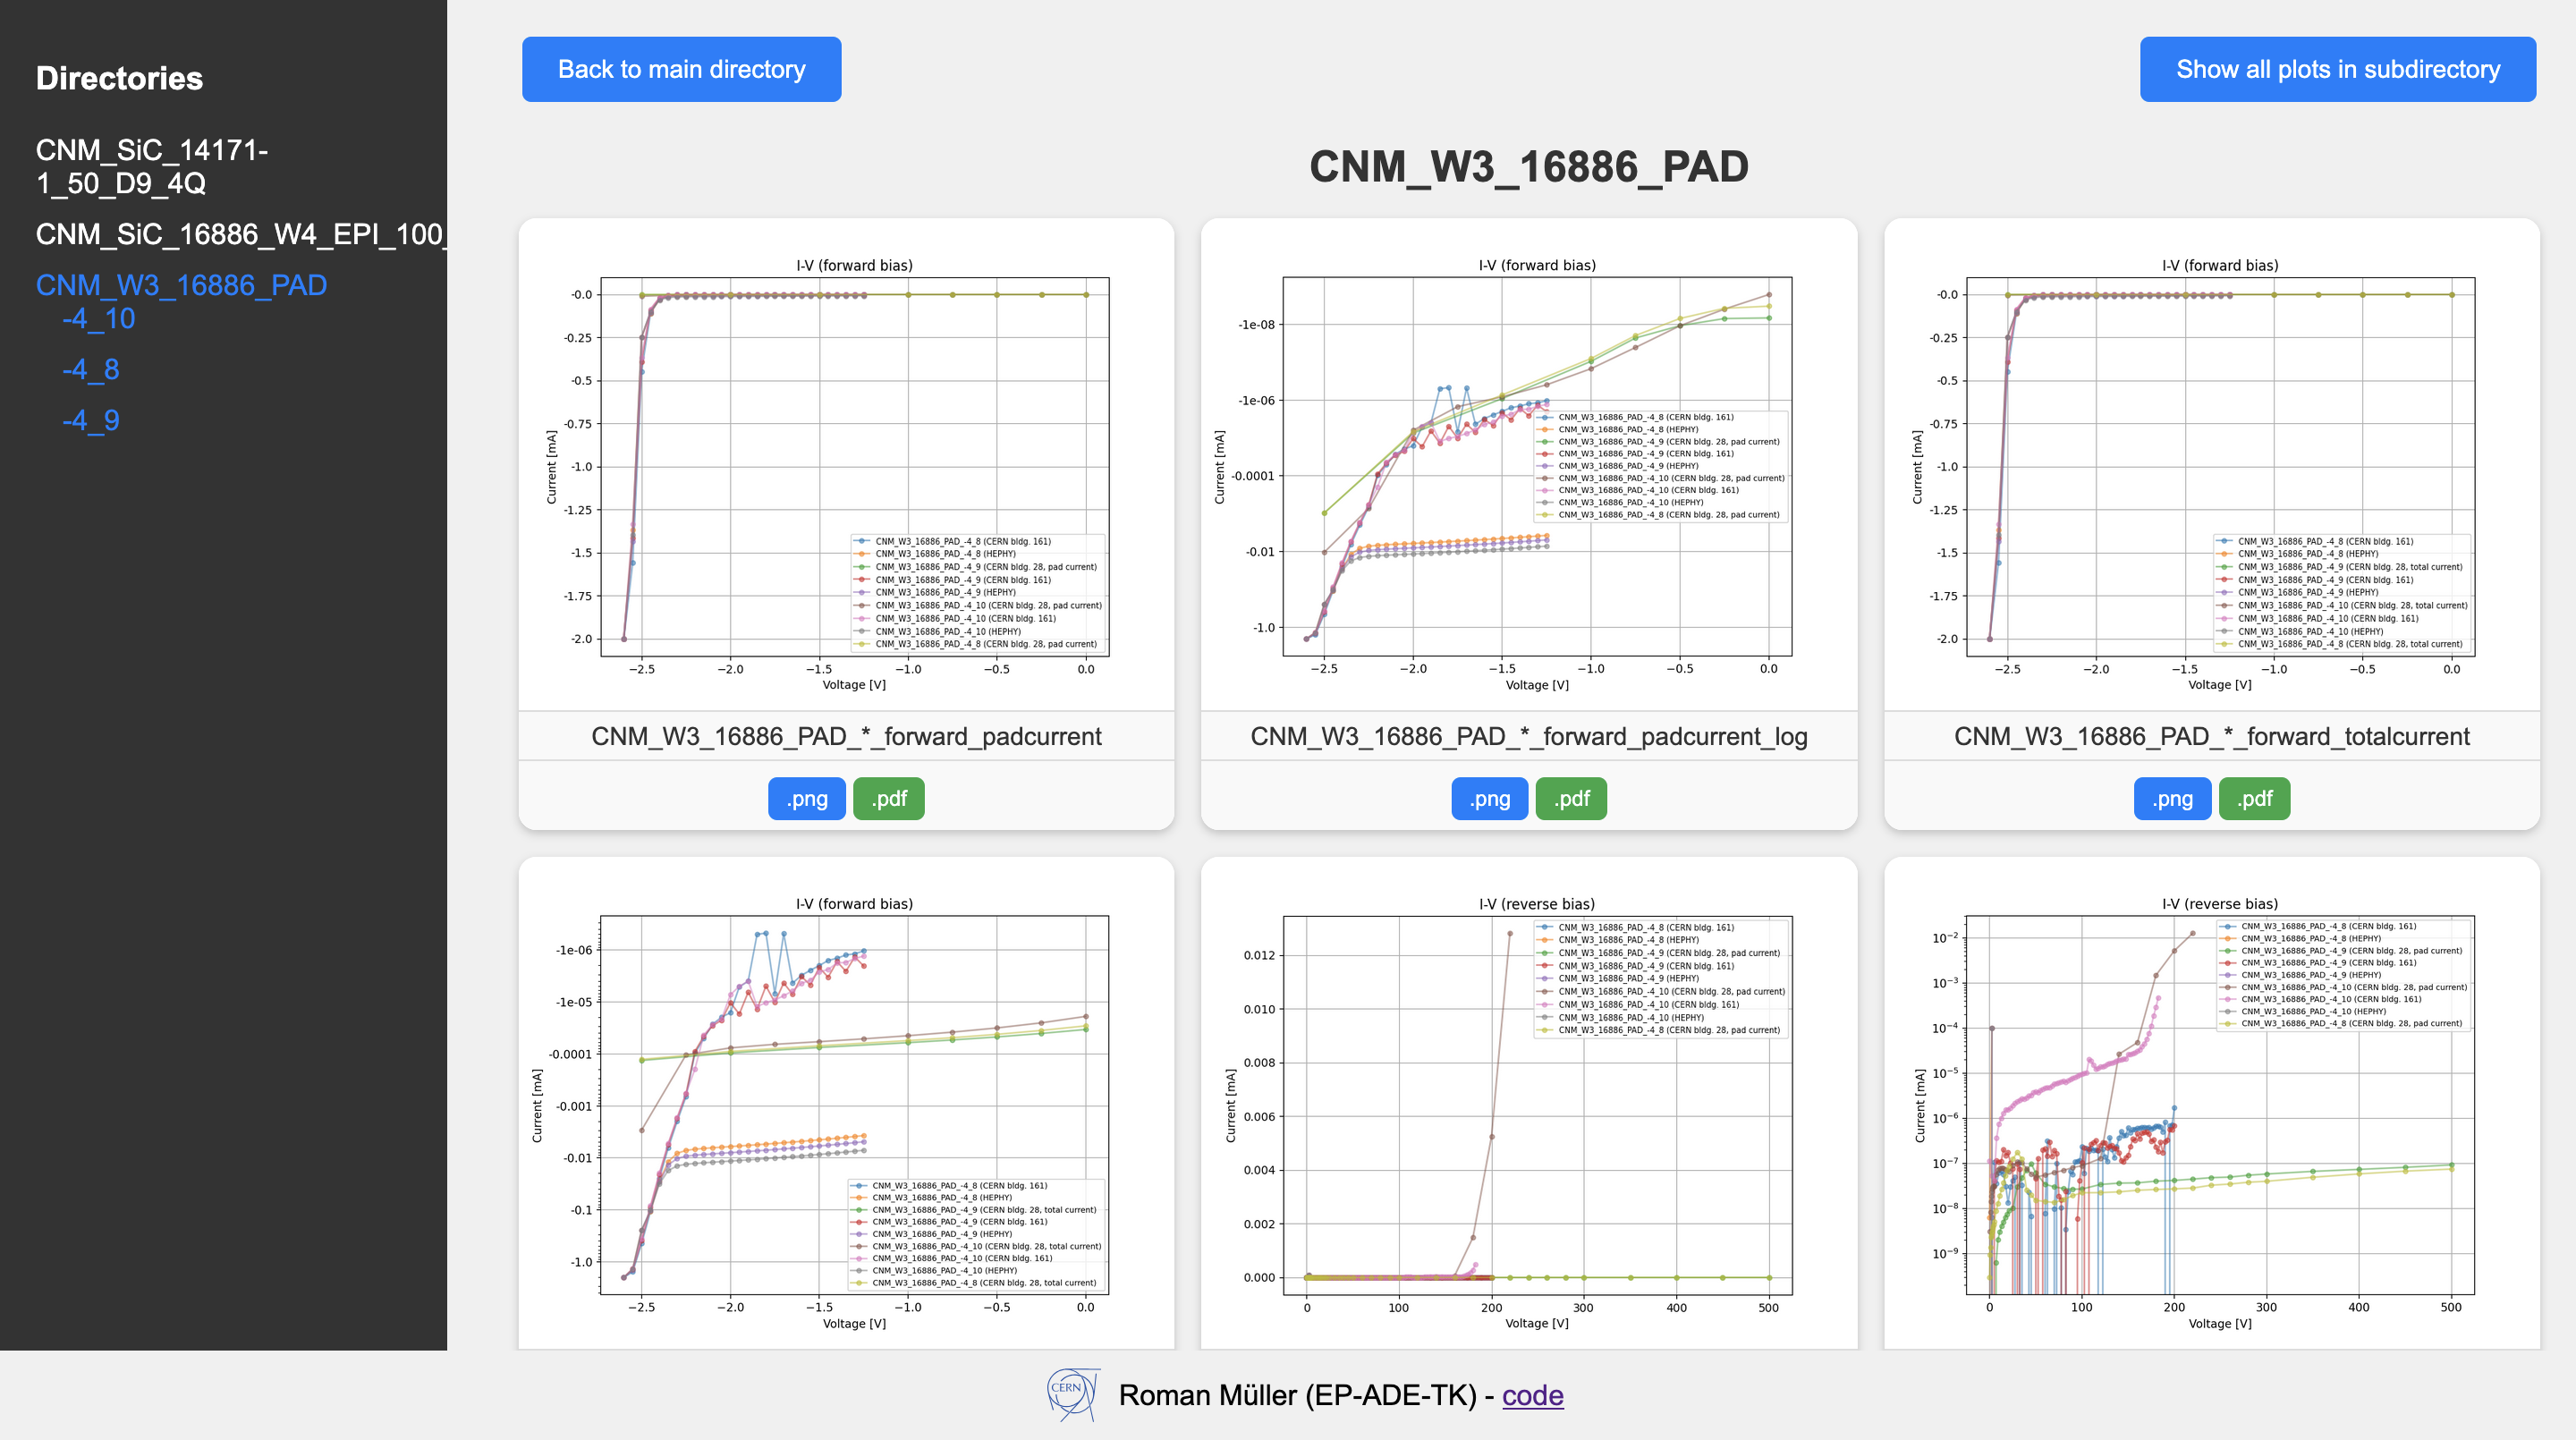 Directories
CNM_SiC_14171-
1_50_D9_4Q
CNM_SiC_16886_W4_EPI_100_
CNM_W3_16886_PAD
-4_10
-4_8
-4_9
Back to main directory
Show all plots in subdirectory
CNM_W3_16886_PAD
I-V (forward bias)
-0.0
-0.25
-0.5
-0.75
-1.0
-1.25
-1.5
-1.75
-2.0
Current [mA]
CNM_W3_16886_PAD_-4_8 (CERN bldg. 161)
CNM_W3_16886_PAD_-4_8 (HEPHY)
CNM_W3_16886_PAD_-4_9 (CERN bldg. 28, pad current)
CNM_W3_16886_PAD_-4_9 (CERN bldg. 161)
CNM_W3_16886_PAD_-4_9 (HEPHY)
CNM_W3_16886_PAD_-4_10 (CERN bldg. 28, pad current)
CNM_W3_16886_PAD_-4_10 (CERN bldg. 161)
CNM_W3_16886_PAD_-4_10 (HEPHY)
CNM_W3_16886_PAD_-4_8 (CERN bldg. 28, pad current)
−2.5 −2.0 −1.5 −1.0 −0.5 0.0
Voltage [V]
CNM_W3_16886_PAD_*_forward_padcurrent
.png .pdf
I-V (forward bias)
-1e-08
-1e-06
-0.0001
-0.01
-1.0
Current [mA]
CNM_W3_16886_PAD_-4_8 (CERN bldg. 161)
CNM_W3_16886_PAD_-4_8 (HEPHY)
CNM_W3_16886_PAD_-4_9 (CERN bldg. 28, pad current)
CNM_W3_16886_PAD_-4_9 (CERN bldg. 161)
CNM_W3_16886_PAD_-4_9 (HEPHY)
CNM_W3_16886_PAD_-4_10 (CERN bldg. 28, pad current)
CNM_W3_16886_PAD_-4_10 (CERN bldg. 161)
CNM_W3_16886_PAD_-4_10 (HEPHY)
CNM_W3_16886_PAD_-4_8 (CERN bldg. 28, pad current)
−2.5 −2.0 −1.5 −1.0 −0.5 0.0
Voltage [V]
CNM_W3_16886_PAD_*_forward_padcurrent_log
.png .pdf
I-V (forward bias)
-0.0
-0.25
-0.5
-0.75
-1.0
-1.25
-1.5
-1.75
-2.0
Current [mA]
CNM_W3_16886_PAD_-4_8 (CERN bldg. 161)
CNM_W3_16886_PAD_-4_8 (HEPHY)
CNM_W3_16886_PAD_-4_9 (CERN bldg. 28, total current)
CNM_W3_16886_PAD_-4_9 (CERN bldg. 161)
CNM_W3_16886_PAD_-4_9 (HEPHY)
CNM_W3_16886_PAD_-4_10 (CERN bldg. 28, total current)
CNM_W3_16886_PAD_-4_10 (CERN bldg. 161)
CNM_W3_16886_PAD_-4_10 (HEPHY)
CNM_W3_16886_PAD_-4_8 (CERN bldg. 28, total current)
−2.5 −2.0 −1.5 −1.0 −0.5 0.0
Voltage [V]
CNM_W3_16886_PAD_*_forward_totalcurrent
.png .pdf
I-V (forward bias)
-1e-06
-1e-05
-0.0001
-0.001
-0.01
-0.1
-1.0
Current [mA]
CNM_W3_16886_PAD_-4_8 (CERN bldg. 161)
CNM_W3_16886_PAD_-4_8 (HEPHY)
CNM_W3_16886_PAD_-4_9 (CERN bldg. 28, total current)
CNM_W3_16886_PAD_-4_9 (CERN bldg. 161)
CNM_W3_16886_PAD_-4_9 (HEPHY)
CNM_W3_16886_PAD_-4_10 (CERN bldg. 28, total current)
CNM_W3_16886_PAD_-4_10 (CERN bldg. 161)
CNM_W3_16886_PAD_-4_10 (HEPHY)
CNM_W3_16886_PAD_-4_8 (CERN bldg. 28, total current)
−2.5 −2.0 −1.5 −1.0 −0.5 0.0
Voltage [V]
I-V (reverse bias)
0.012
0.010
0.008
0.006
0.004
0.002
0.000
Current [mA]
CNM_W3_16886_PAD_-4_8 (CERN bldg. 161)
CNM_W3_16886_PAD_-4_8 (HEPHY)
CNM_W3_16886_PAD_-4_9 (CERN bldg. 28, pad current)
CNM_W3_16886_PAD_-4_9 (CERN bldg. 161)
CNM_W3_16886_PAD_-4_9 (HEPHY)
CNM_W3_16886_PAD_-4_10 (CERN bldg. 28, pad current)
CNM_W3_16886_PAD_-4_10 (CERN bldg. 161)
CNM_W3_16886_PAD_-4_10 (HEPHY)
CNM_W3_16886_PAD_-4_8 (CERN bldg. 28, pad current)
0 100 200 300 400 500
Voltage [V]
I-V (reverse bias)
10⁻²
10⁻³
10⁻⁴
10⁻⁵
10⁻⁶
10⁻⁷
10⁻⁸
10⁻⁹
Current [mA]
CNM_W3_16886_PAD_-4_8 (CERN bldg. 161)
CNM_W3_16886_PAD_-4_8 (HEPHY)
CNM_W3_16886_PAD_-4_9 (CERN bldg. 28, pad current)
CNM_W3_16886_PAD_-4_9 (CERN bldg. 161)
CNM_W3_16886_PAD_-4_9 (HEPHY)
CNM_W3_16886_PAD_-4_10 (CERN bldg. 28, pad current)
CNM_W3_16886_PAD_-4_10 (CERN bldg. 161)
CNM_W3_16886_PAD_-4_10 (HEPHY)
CNM_W3_16886_PAD_-4_8 (CERN bldg. 28, pad current)
0 100 200 300 400 500
Voltage [V]
CERN
Roman Müller (EP-ADE-TK) - code